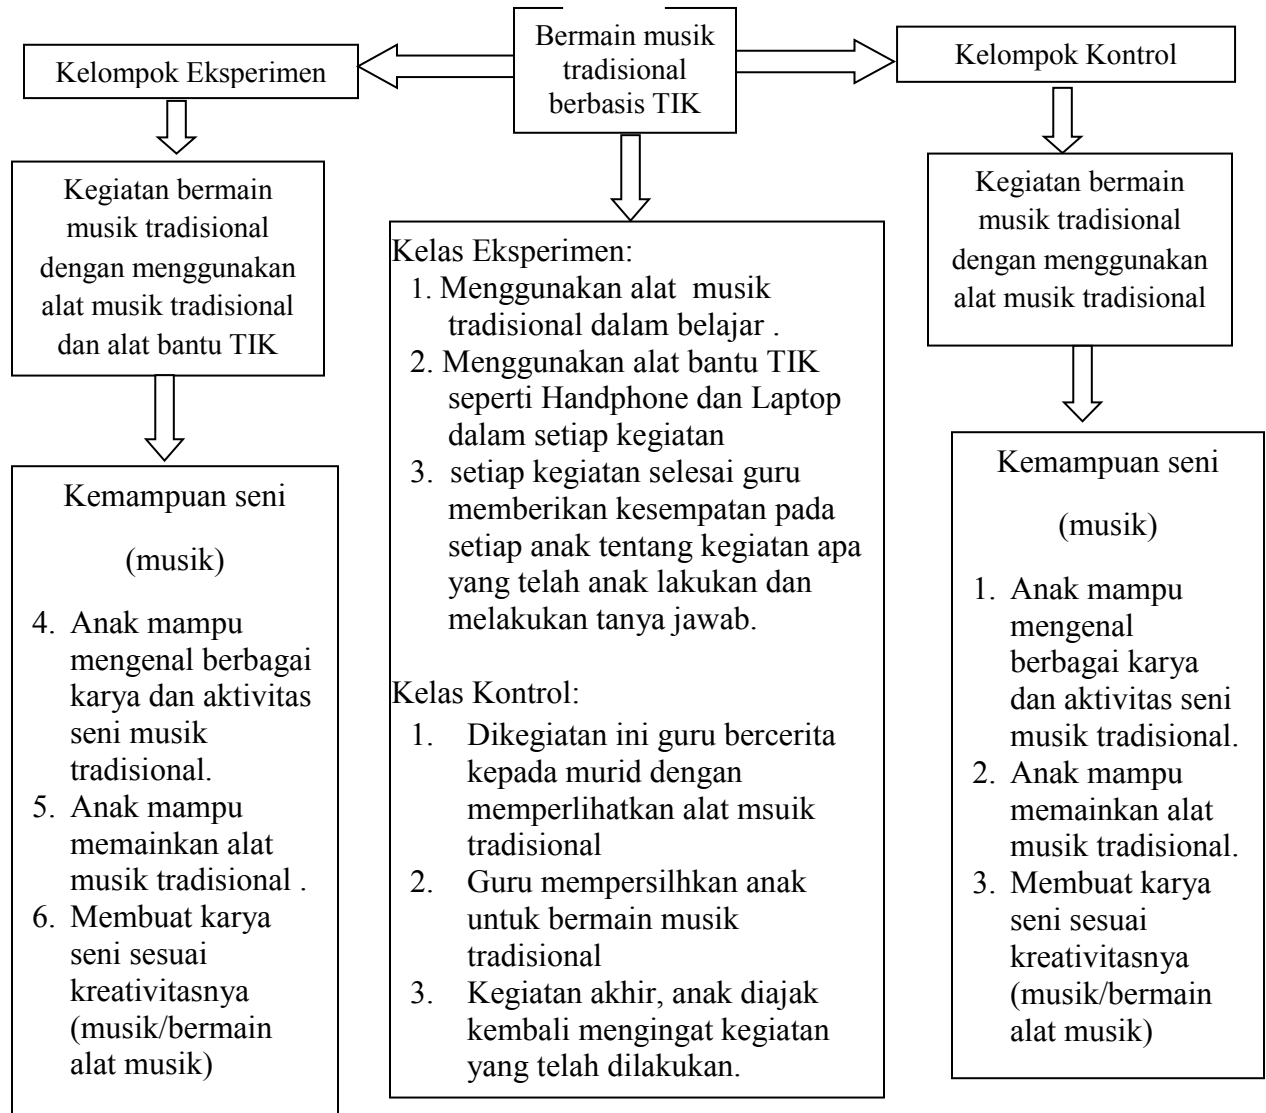 Bermain musik
tradisional
berbasis TIK
Kelompok Eksperimen
Kelompok Kontrol
Kegiatan bermain
musik tradisional
dengan menggunakan
alat musik tradisional
dan alat bantu TIK
Kelas Eksperimen:
1. Menggunakan alat musik
tradisional dalam belajar .
2. Menggunakan alat bantu TIK
seperti Handphone dan Laptop
dalam setiap kegiatan
3. setiap kegiatan selesai guru
memberikan kesempatan pada
setiap anak tentang kegiatan apa
yang telah anak lakukan dan
melakukan tanya jawab.
Kelas Kontrol:
1. Dikegiatan ini guru bercerita
kepada murid dengan
memperlihatkan alat msuik
tradisional
2. Guru mempersilhkan anak
untuk bermain musik
tradisional
3. Kegiatan akhir, anak diajak
kembali mengingat kegiatan
yang telah dilakukan.
Kegiatan bermain
musik tradisional
dengan menggunakan
alat musik tradisional
Kemampuan seni
(musik)
4. Anak mampu
mengenal berbagai
karya dan aktivitas
seni musik
tradisional.
5. Anak mampu
memainkan alat
musik tradisional .
6. Membuat karya
seni sesuai
kreativitasnya
(musik/bermain
alat musik)
Kemampuan seni
(musik)
1. Anak mampu
mengenal
berbagai karya
dan aktivitas seni
musik tradisional.
2. Anak mampu
memainkan alat
musik tradisional.
3. Membuat karya
seni sesuai
kreativitasnya
(musik/bermain
alat musik)